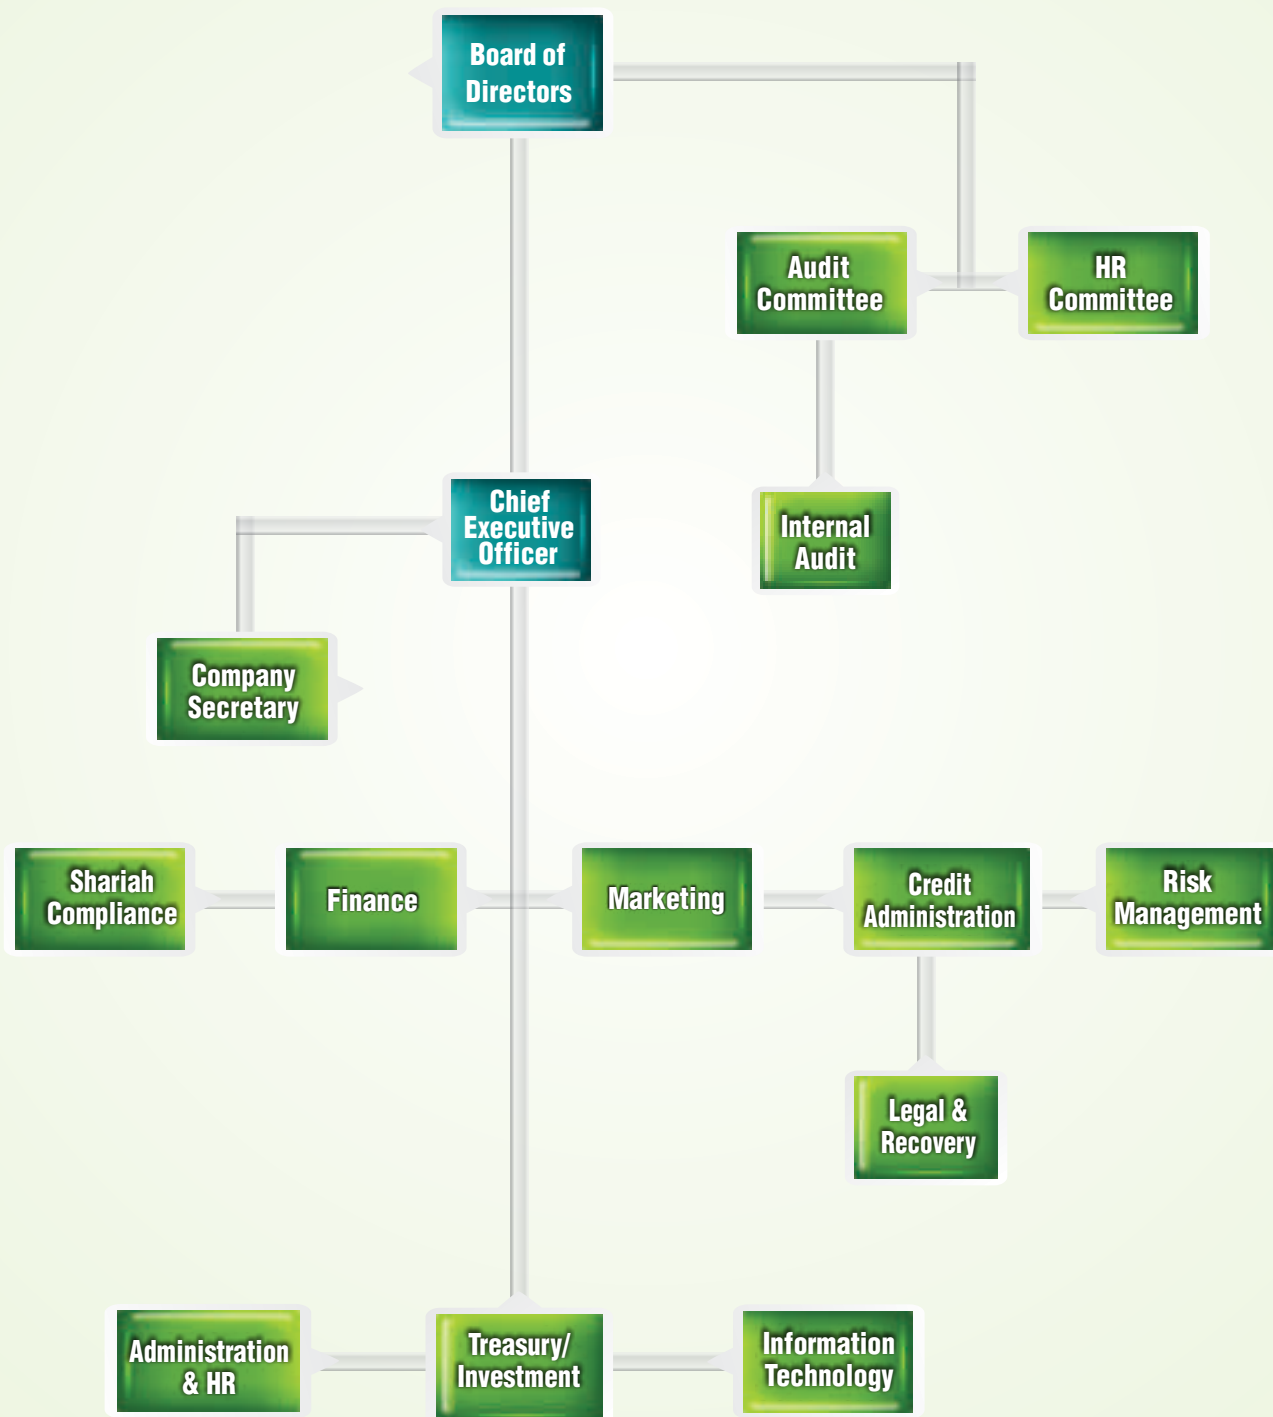 Board of
Directors
Audit
Committee
HR
Committee
Chief
Executive
Officer
Internal
Audit
Company
Secretary
Shariah
Compliance
Finance
Marketing
Credit
Administration
Risk
Management
Legal &
Recovery
Administration
& HR
Treasury/
Investment
Information
Technology